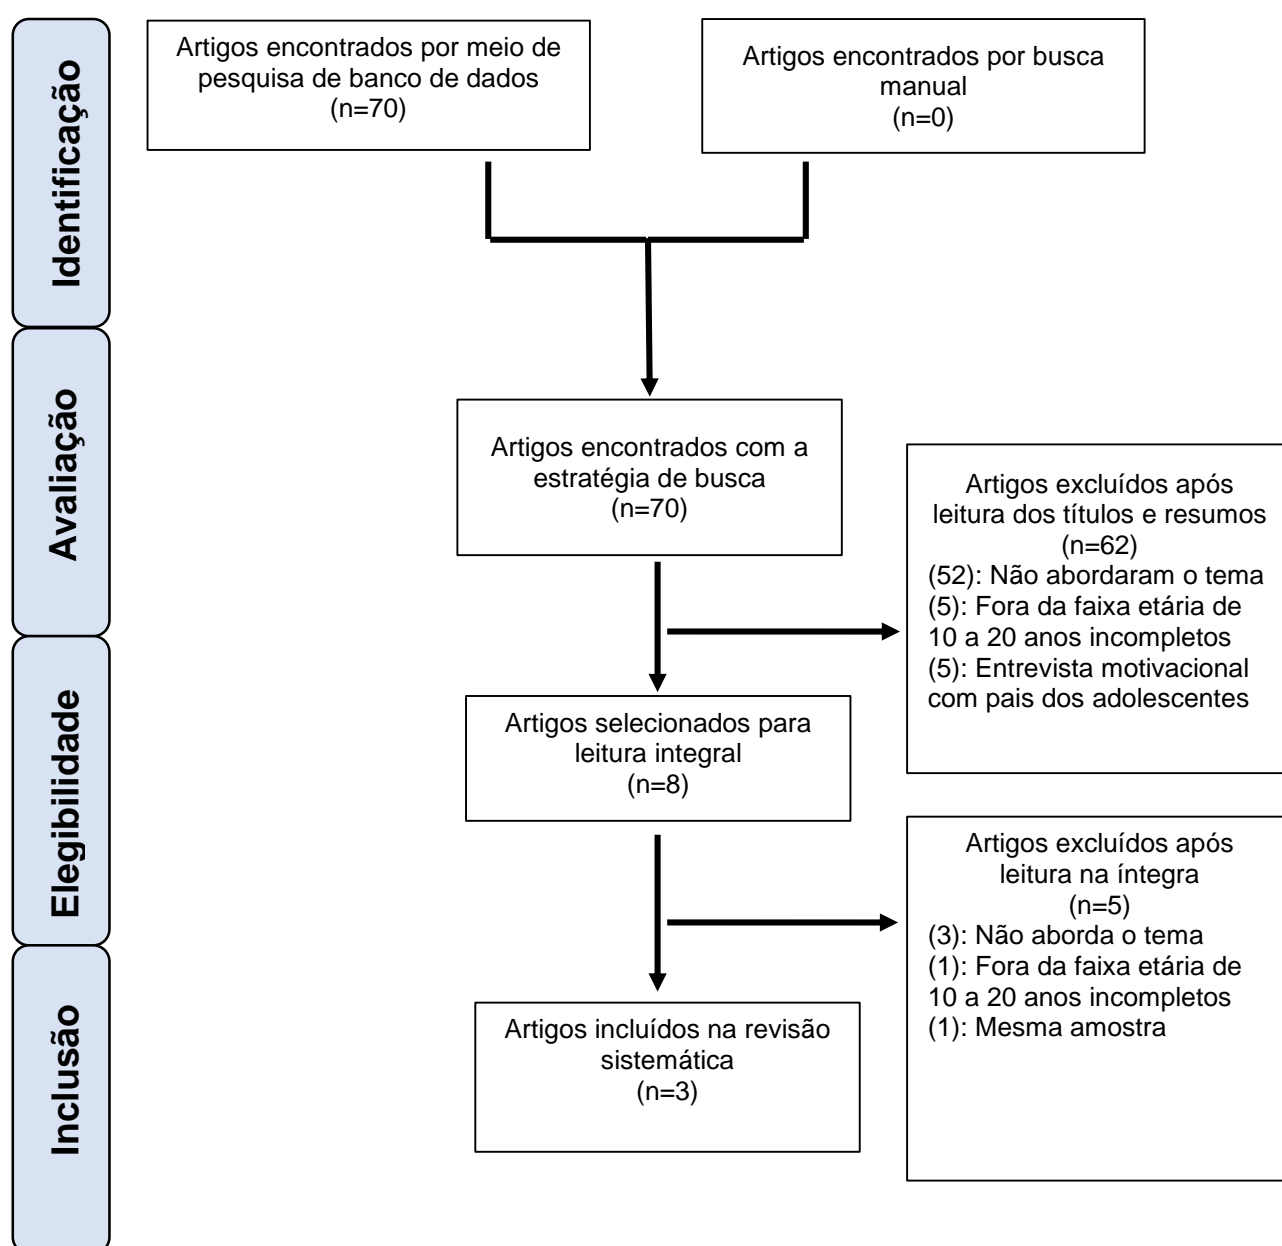 Identificação
Artigos encontrados por meio de
pesquisa de banco de dados
(n=70)
Artigos encontrados por busca
manual
(n=0)
Avaliação
Artigos encontrados com a
estratégia de busca
(n=70)
Artigos excluídos após
leitura dos títulos e resumos
(n=62)
(52): Não abordaram o tema
(5): Fora da faixa etária de
10 a 20 anos incompletos
(5): Entrevista motivacional
com pais dos adolescentes
Elegibilidade
Artigos selecionados para
leitura integral
(n=8)
Artigos excluídos após
leitura na íntegra
(n=5)
(3): Não aborda o tema
(1): Fora da faixa etária de
10 a 20 anos incompletos
(1): Mesma amostra
Inclusão
Artigos incluídos na revisão
sistemática
(n=3)